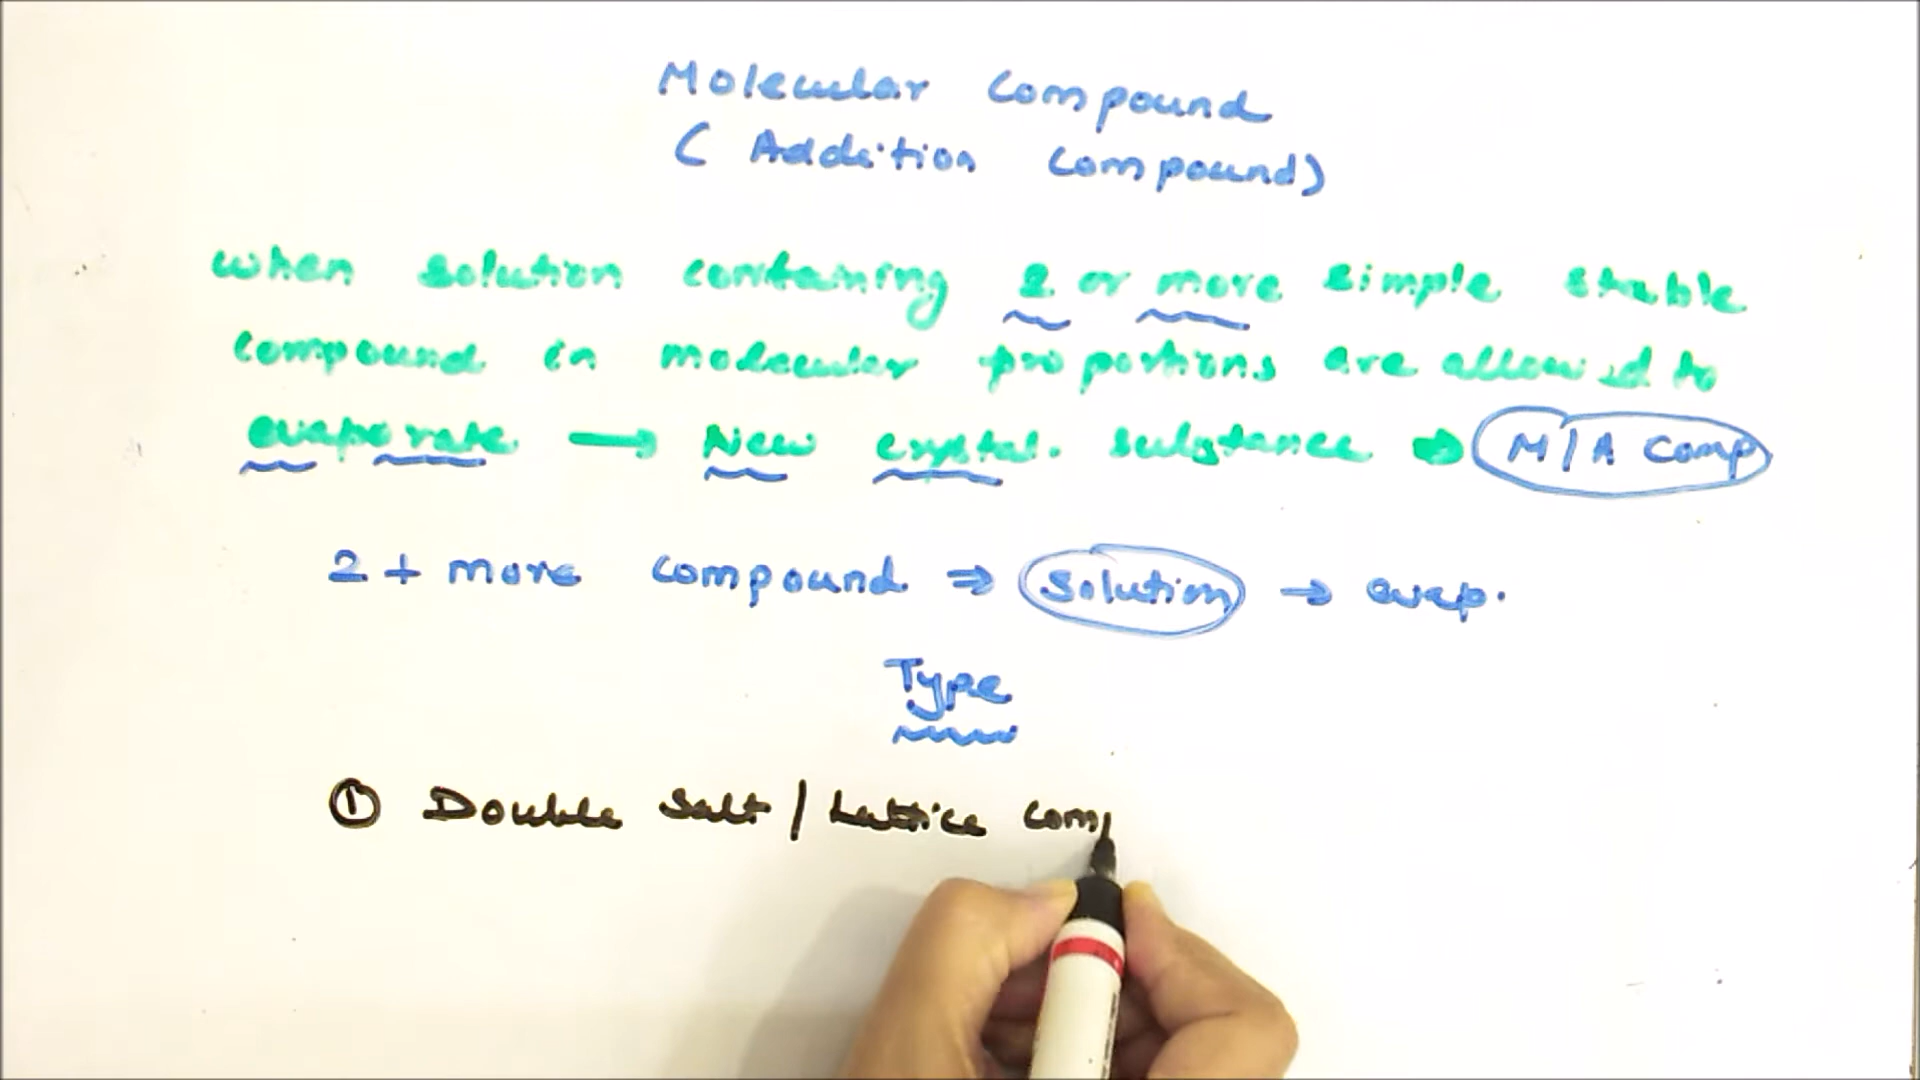 Molecular Compound
( Addition Compound)
when solution containing 2 or more simple stable
compound in molecular proportions are allowed to
evaporate → New crystal. substance → M/A Comp
2 + more compound ⇒ Solution → evap.
Type
① Double Salt / Lattice Comp